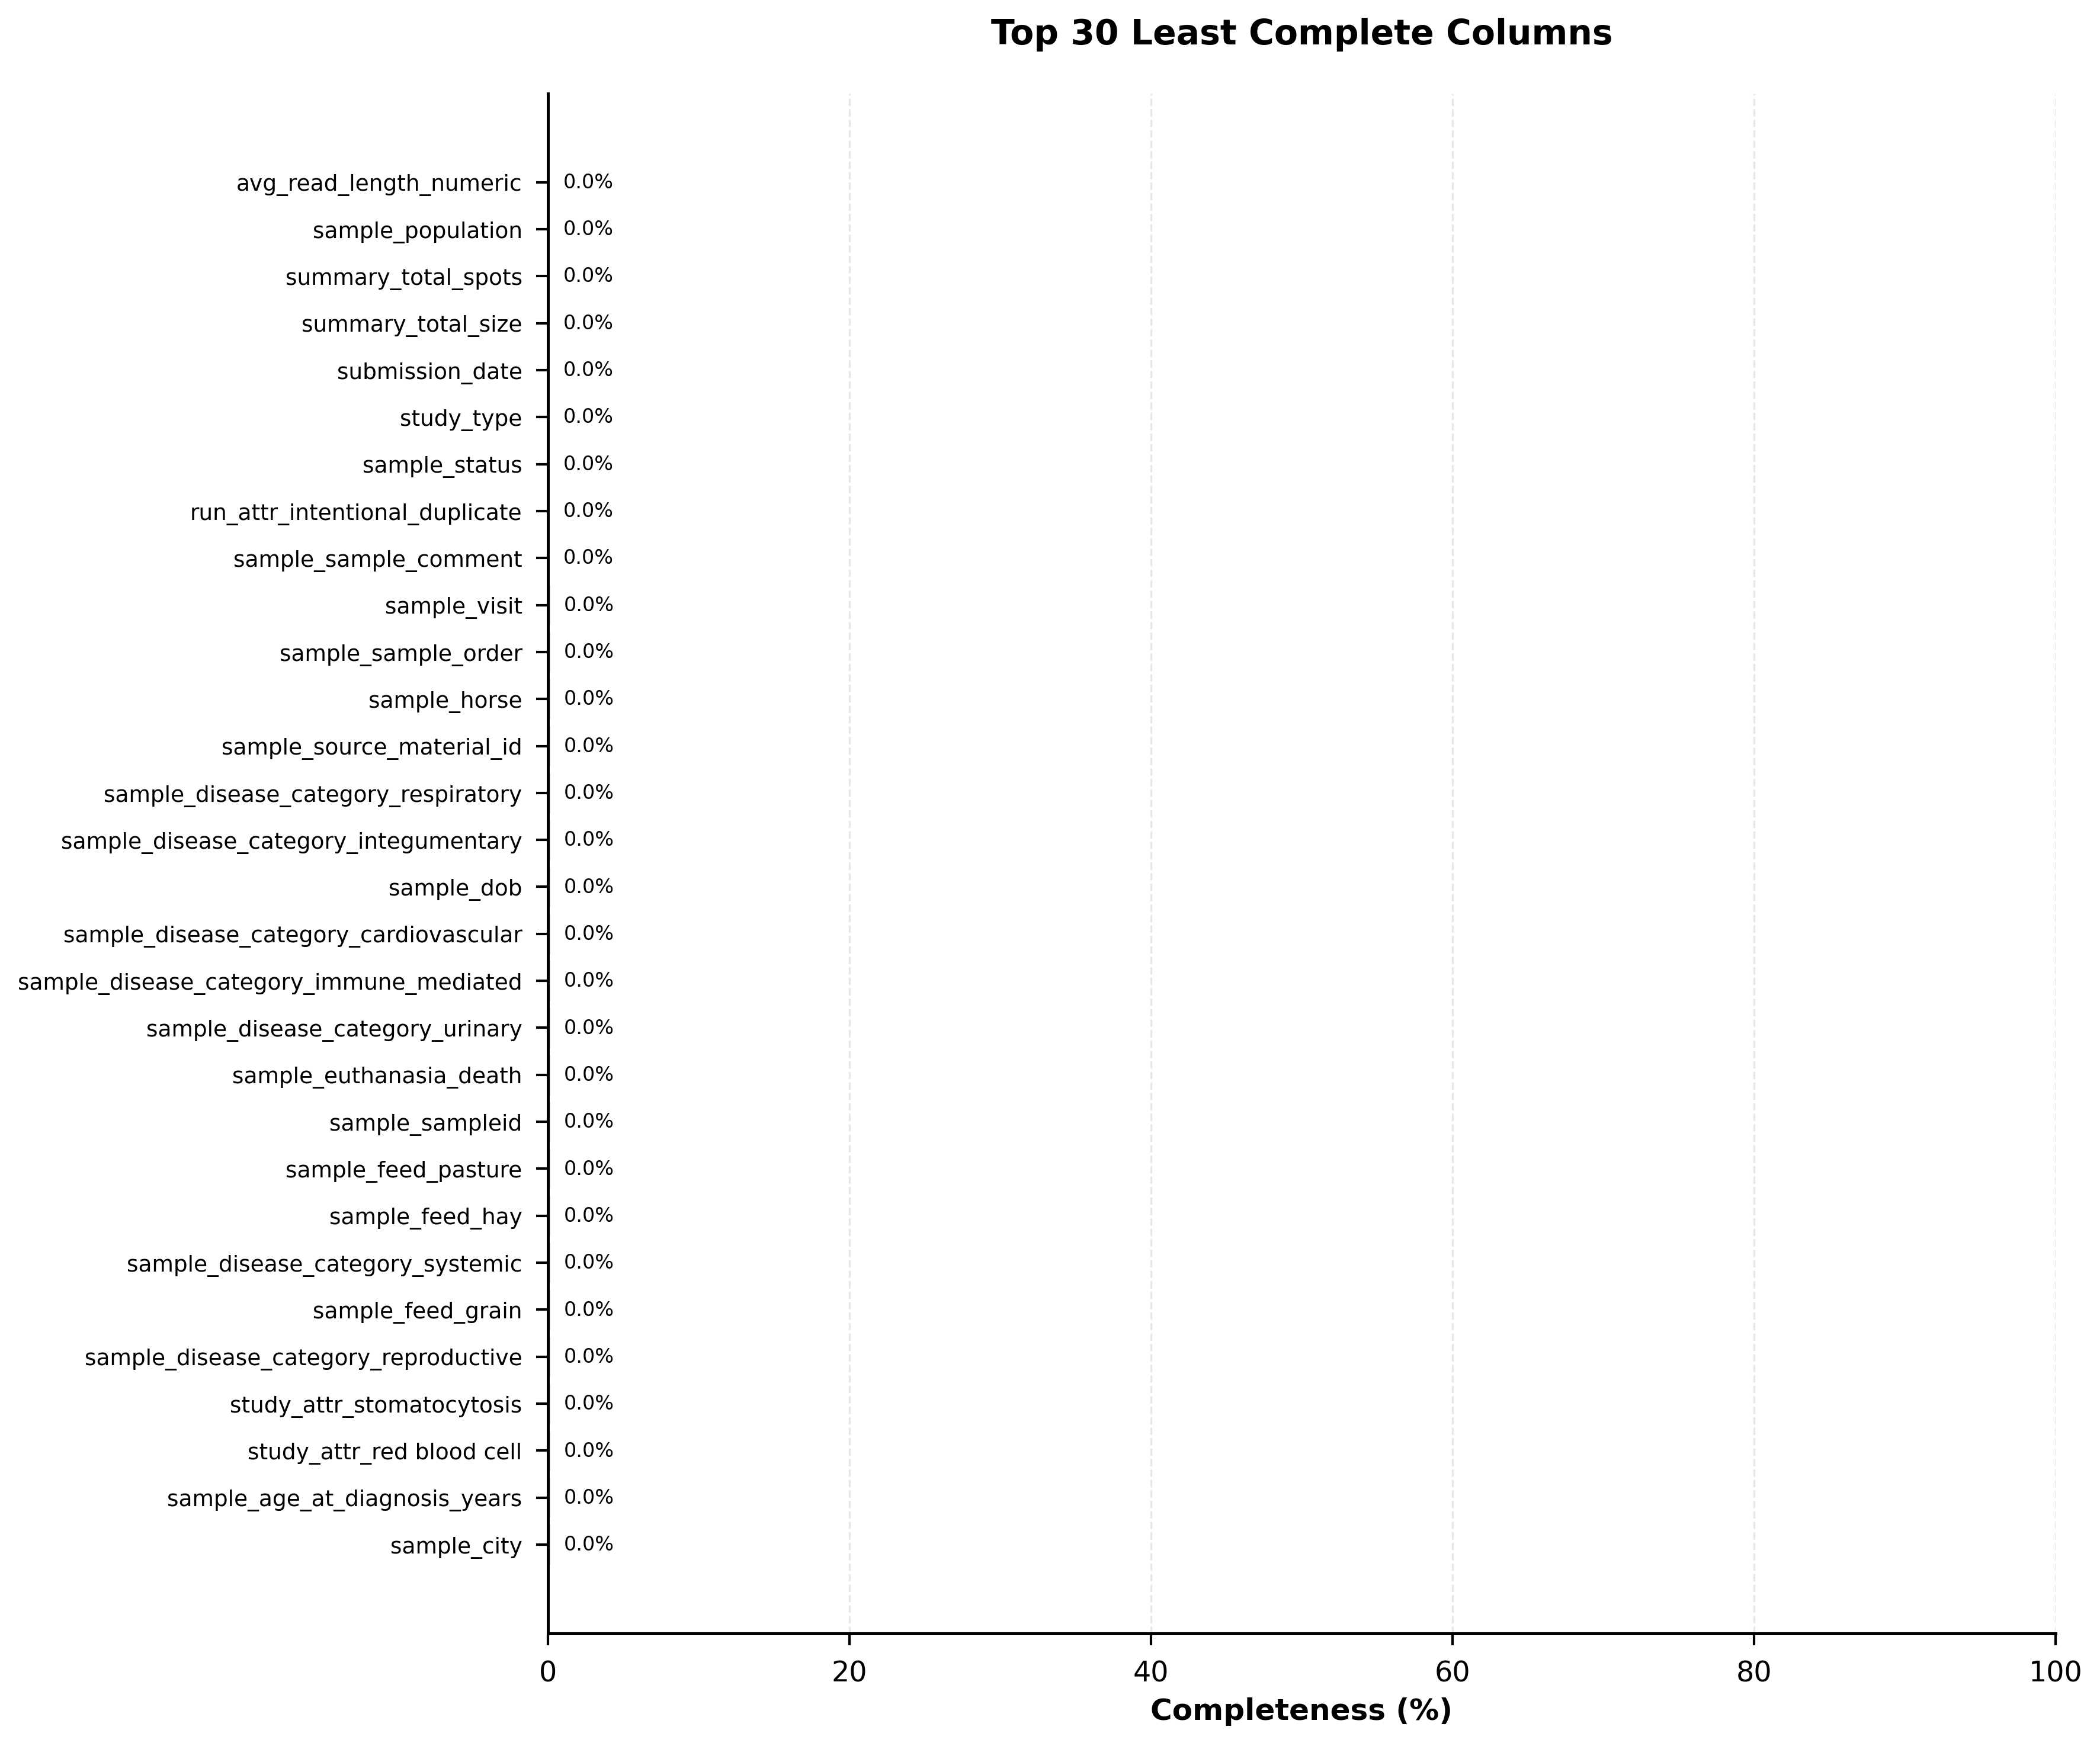 Top 30 Least Complete Columns
avg_read_length_numeric 0.0%
sample_population 0.0%
summary_total_spots 0.0%
summary_total_size 0.0%
submission_date 0.0%
study_type 0.0%
sample_status 0.0%
run_attr_intentional_duplicate 0.0%
sample_sample_comment 0.0%
sample_visit 0.0%
sample_sample_order 0.0%
sample_horse 0.0%
sample_source_material_id 0.0%
sample_disease_category_respiratory 0.0%
sample_disease_category_integumentary 0.0%
sample_dob 0.0%
sample_disease_category_cardiovascular 0.0%
sample_disease_category_immune_mediated 0.0%
sample_disease_category_urinary 0.0%
sample_euthanasia_death 0.0%
sample_sampleid 0.0%
sample_feed_pasture 0.0%
sample_feed_hay 0.0%
sample_disease_category_systemic 0.0%
sample_feed_grain 0.0%
sample_disease_category_reproductive 0.0%
study_attr_stomatocytosis 0.0%
study_attr_red blood cell 0.0%
sample_age_at_diagnosis_years 0.0%
sample_city 0.0%
0 20 40 60 80 100
Completeness (%)